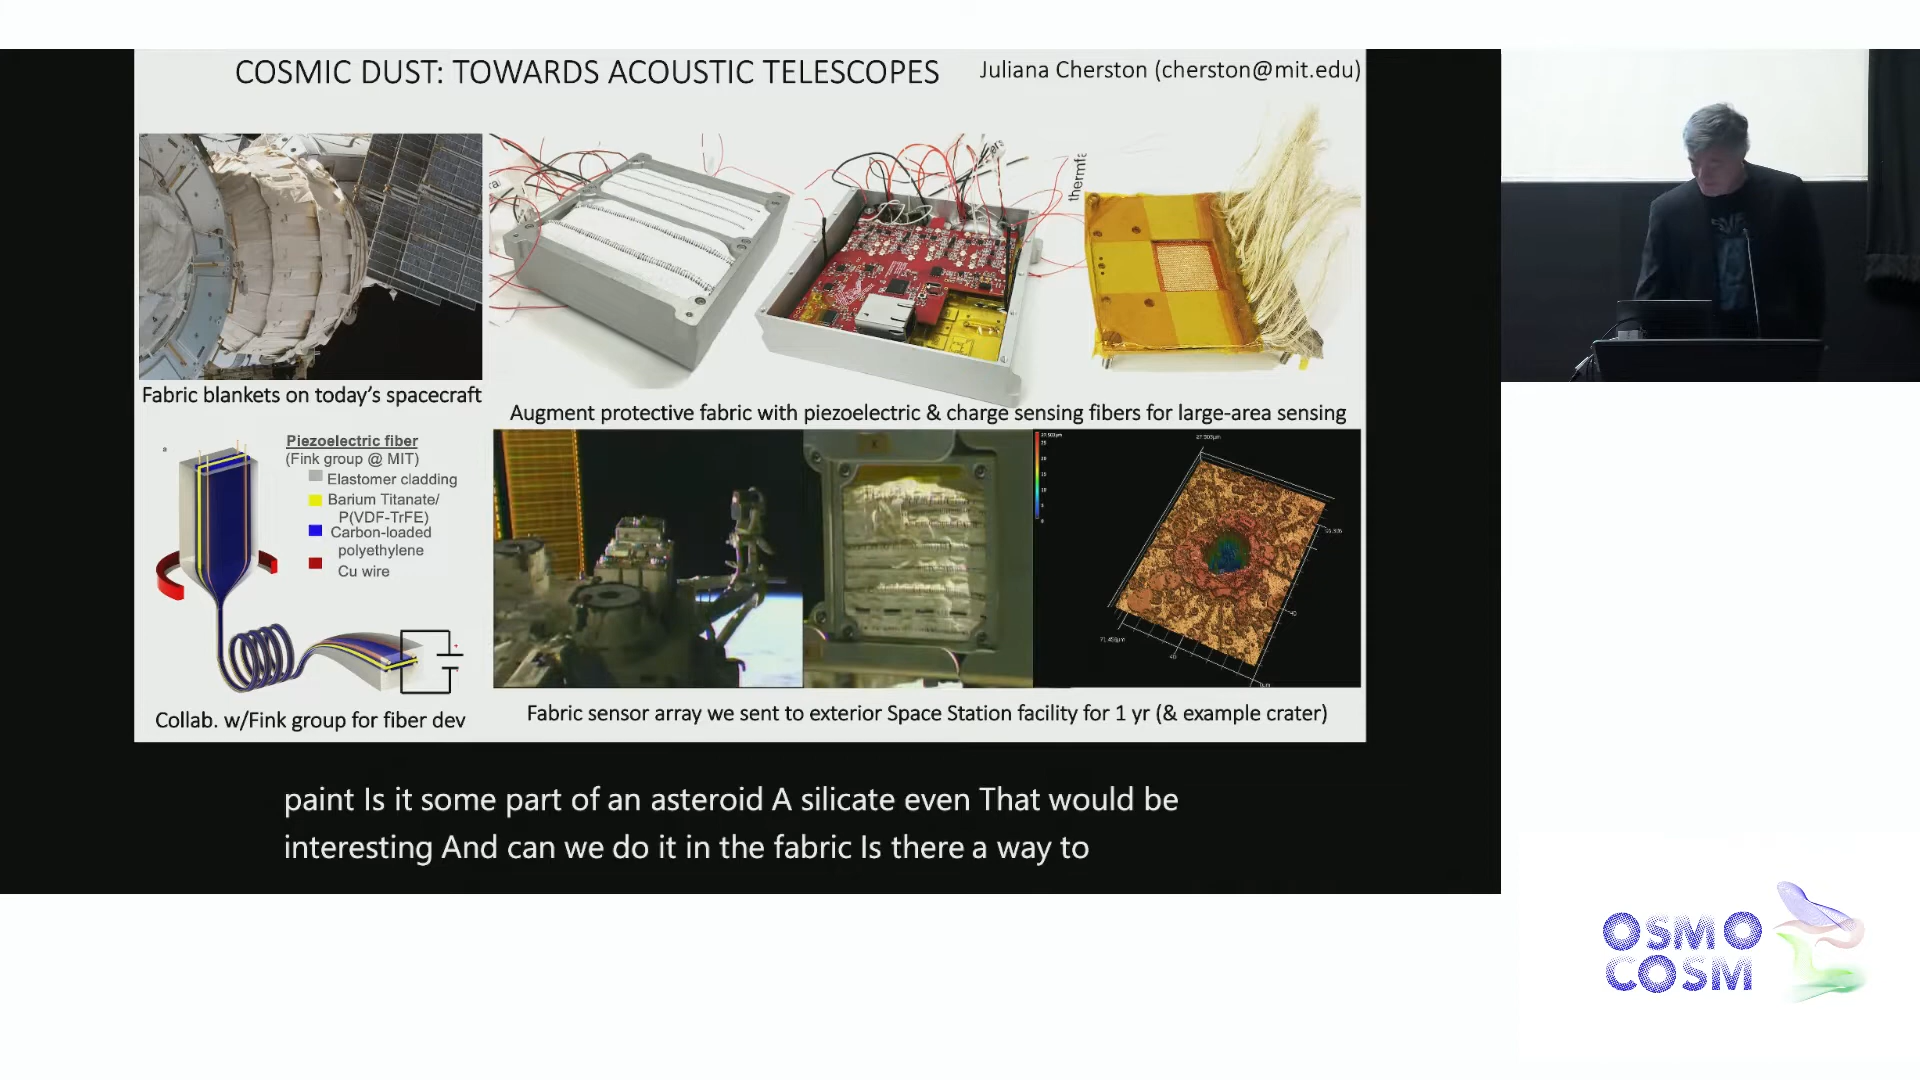 COSMIC DUST: TOWARDS ACOUSTIC TELESCOPES
Juliana Cherston (cherston@mit.edu)
thermfa
Fabric blankets on today's spacecraft
Augment protective fabric with piezoelectric & charge sensing fibers for large-area sensing
Piezoelectric fiber
(Fink group @ MIT)
Elastomer cladding
Barium Titanate/
P(VDF-TrFE)
Carbon-loaded
polyethylene
Cu wire
Collab. w/Fink group for fiber dev
Fabric sensor array we sent to exterior Space Station facility for 1 yr (& example crater)
paint Is it some part of an asteroid A silicate even That would be
interesting And can we do it in the fabric Is there a way to
OSMO
COSM